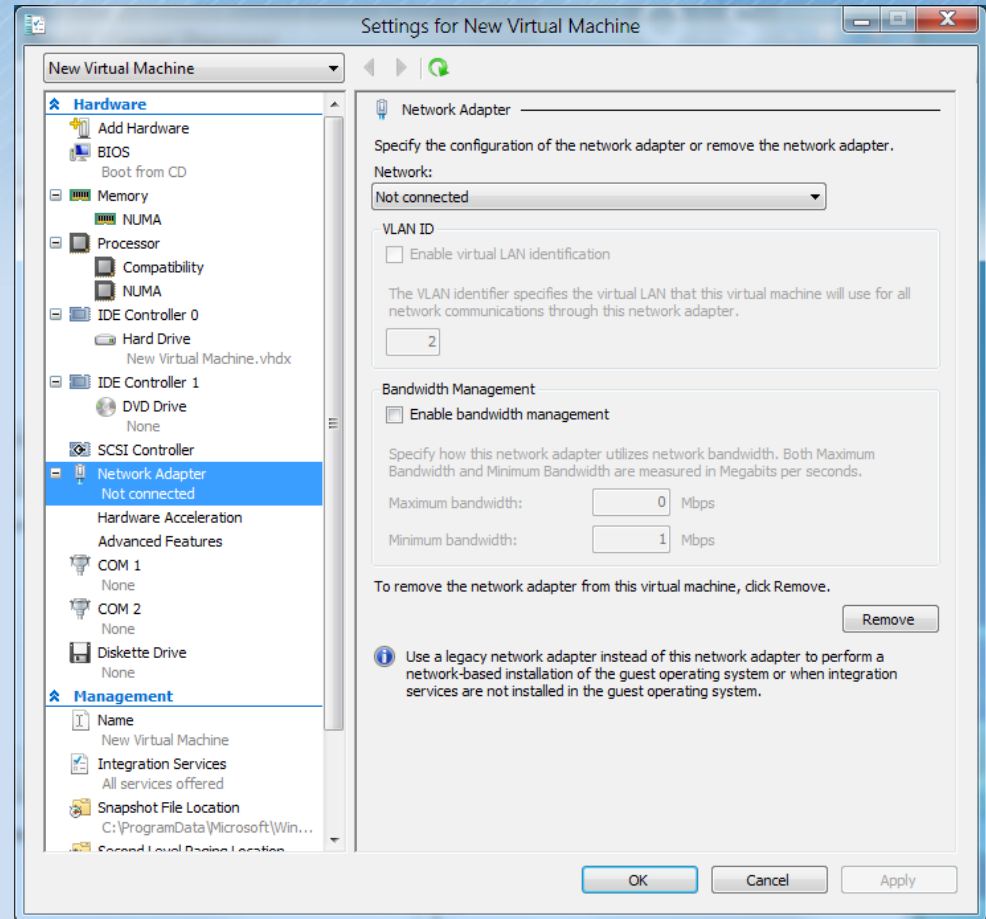 Settings for New Virtual Machine
New Virtual Machine
Hardware
Add Hardware
BIOS
Boot from CD
Memory
NUMA
Processor
Compatibility
NUMA
IDE Controller 0
Hard Drive
New Virtual Machine.vhdx
IDE Controller 1
DVD Drive
None
SCSI Controller
Network Adapter
Not connected
Hardware Acceleration
Advanced Features
COM 1
None
COM 2
None
Diskette Drive
None
Management
Name
New Virtual Machine
Integration Services
All services offered
Snapshot File Location
C:\ProgramData\Microsoft\Win...
Second Level Paging Location
Network Adapter
Specify the configuration of the network adapter or remove the network adapter.
Network:
Not connected
VLAN ID
Enable virtual LAN identification
The VLAN identifier specifies the virtual LAN that this virtual machine will use for all
network communications through this network adapter.
2
Bandwidth Management
Enable bandwidth management
Specify how this network adapter utilizes network bandwidth. Both Maximum
Bandwidth and Minimum Bandwidth are measured in Megabits per seconds.
Maximum bandwidth: 0 Mbps
Minimum bandwidth: 1 Mbps
To remove the network adapter from this virtual machine, click Remove.
Remove
Use a legacy network adapter instead of this network adapter to perform a
network-based installation of the guest operating system or when integration
services are not installed in the guest operating system.
OK Cancel Apply